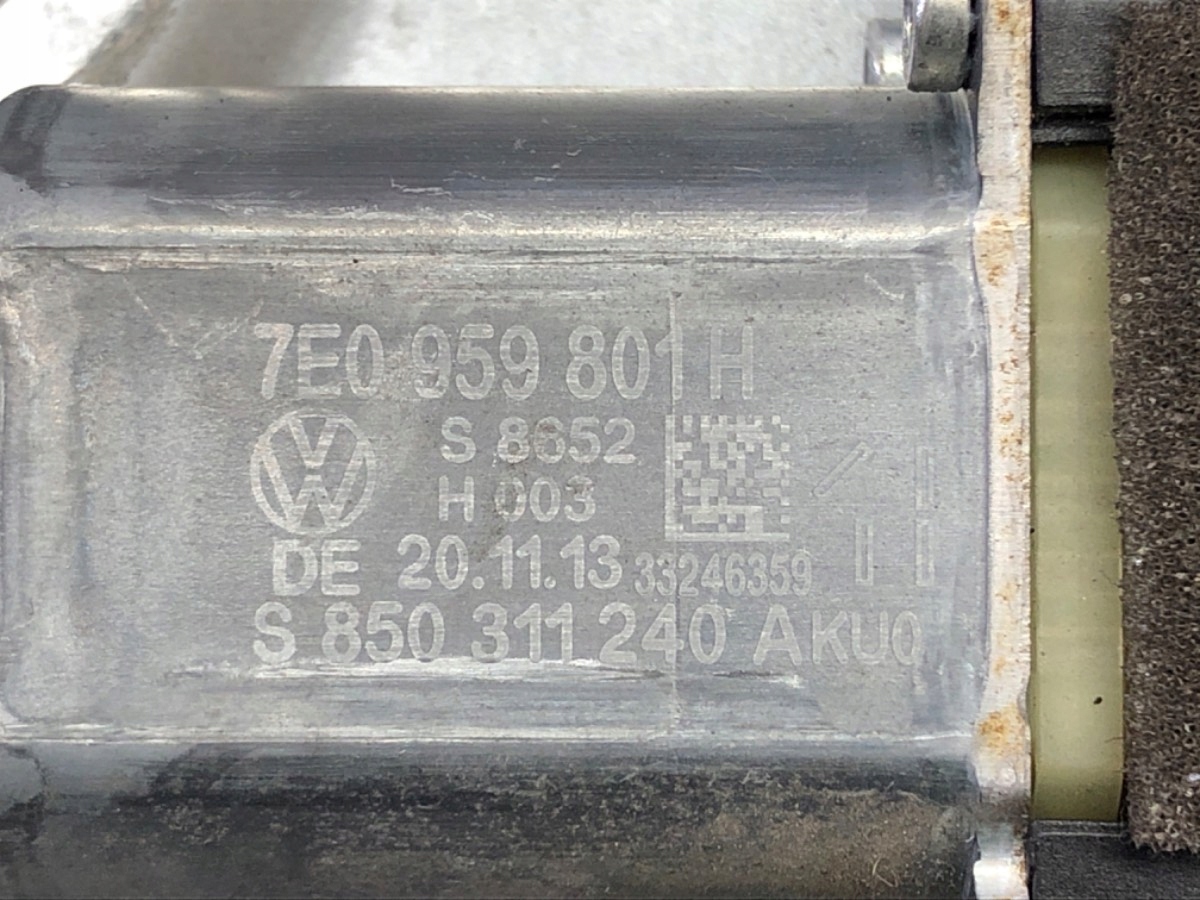 7E0 959 801 H
S 8652
H 003
DE 20.11.13 33246359
S 850 311 240 AKU0